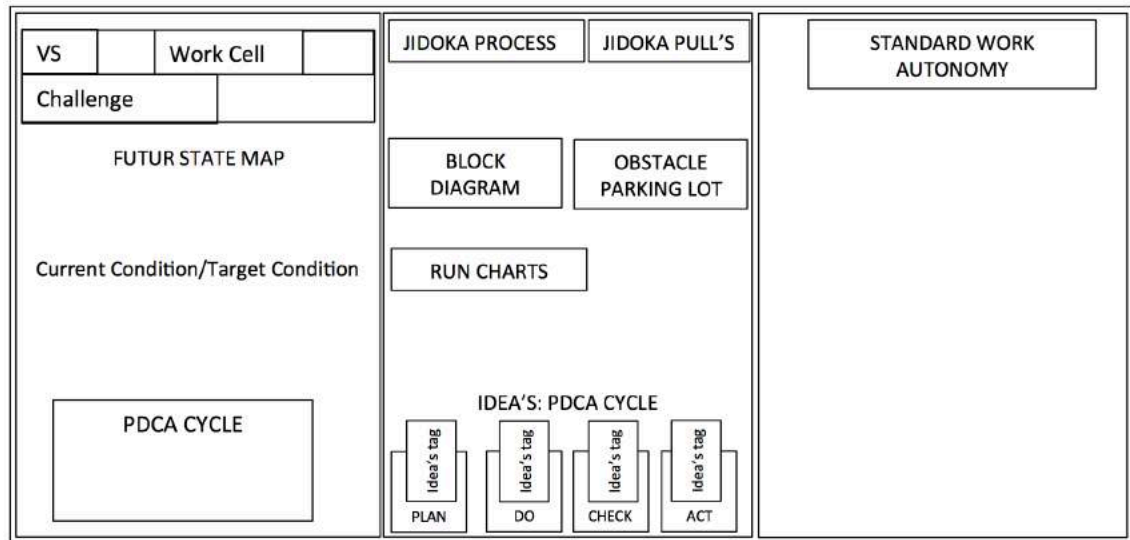 VS
Work Cell
Challenge
FUTUR STATE MAP
Current Condition/Target Condition
PDCA CYCLE
JIDOKA PROCESS
JIDOKA PULL'S
BLOCK
DIAGRAM
OBSTACLE
PARKING LOT
RUN CHARTS
IDEA'S: PDCA CYCLE
Idea's tag
Idea's tag
Idea's tag
Idea's tag
PLAN
DO
CHECK
ACT
STANDARD WORK
AUTONOMY